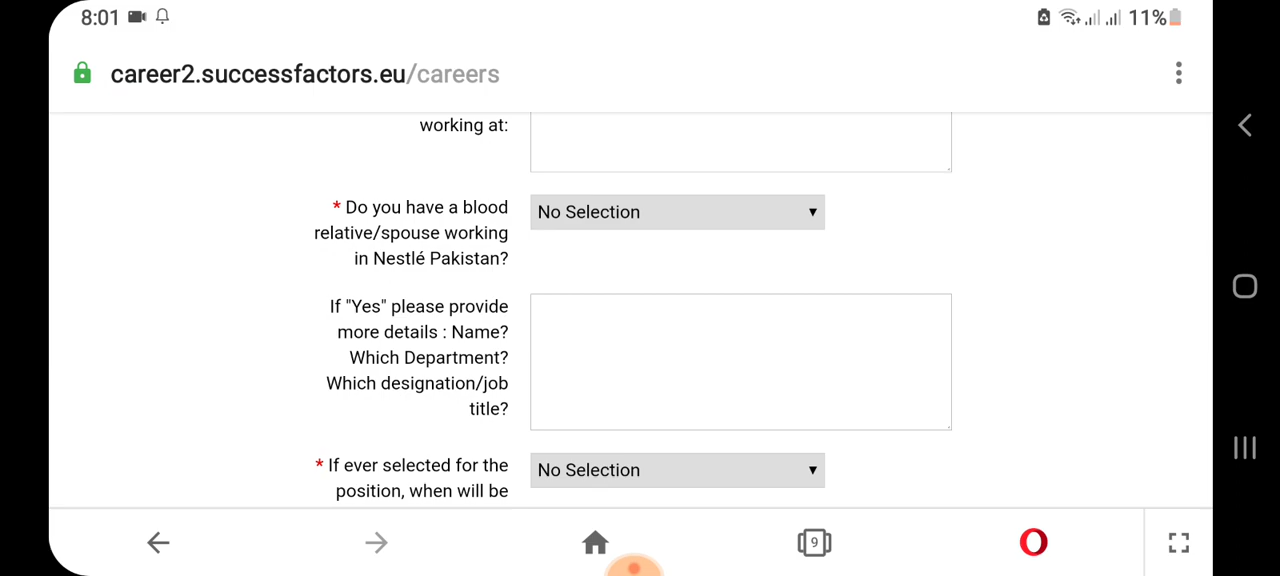 8:01
11%
career2.successfactors.eu/careers
working at:
* Do you have a blood
relative/spouse working
in Nestlé Pakistan?
No Selection
If "Yes" please provide
more details : Name?
Which Department?
Which designation/job
title?
* If ever selected for the
position, when will be
No Selection
9